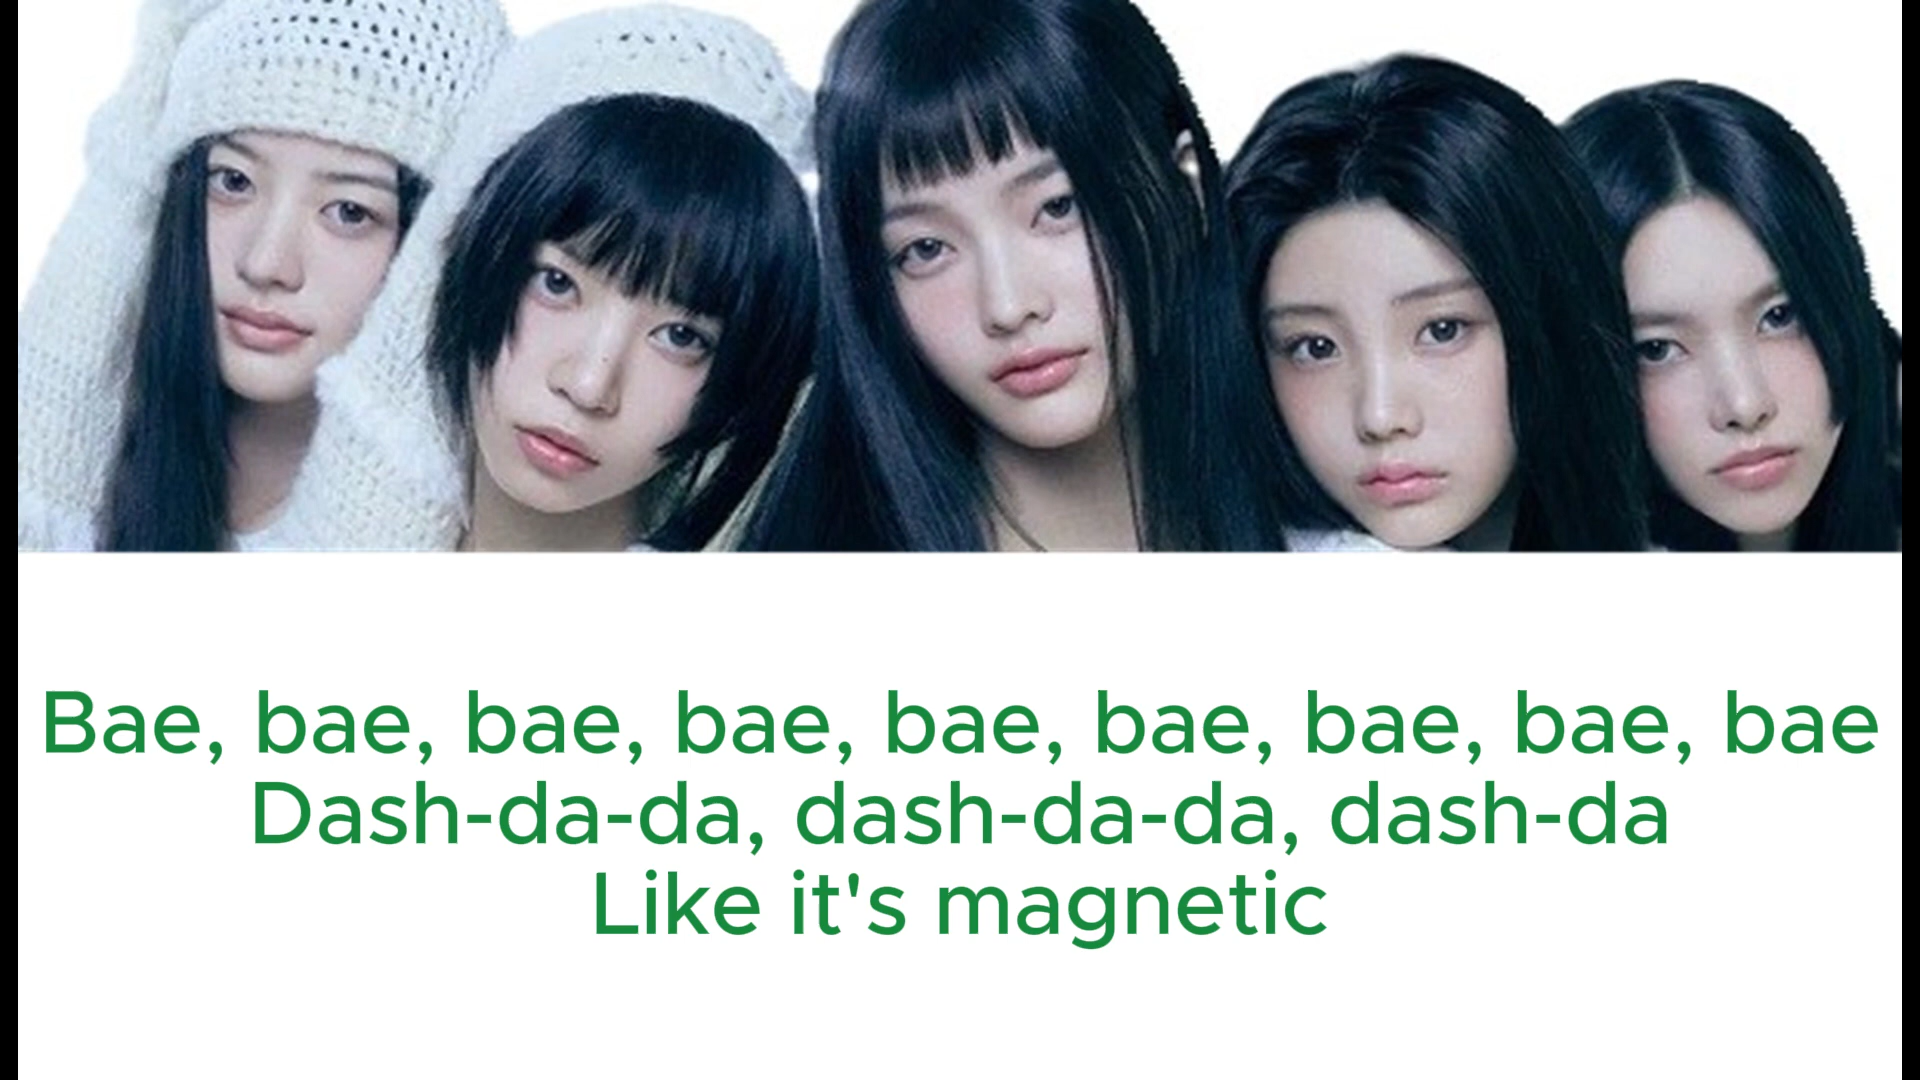 Bae, bae, bae, bae, bae, bae, bae, bae, bae
Dash-da-da, dash-da-da, dash-da
Like it's magnetic